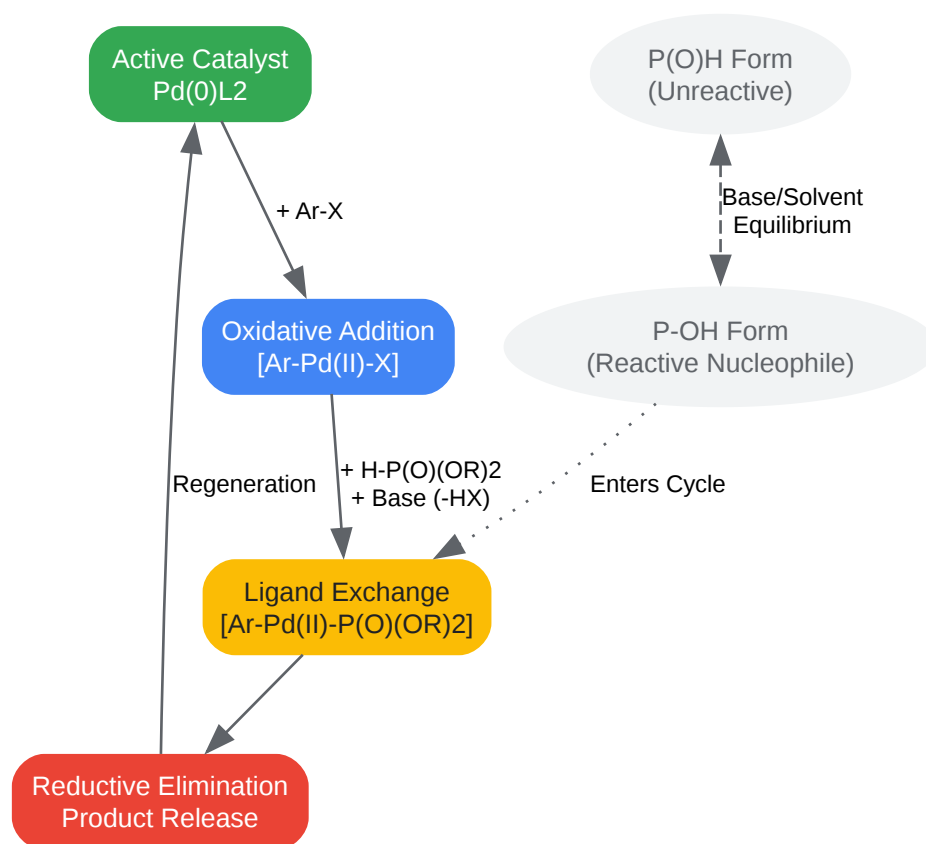 Active Catalyst
Pd(0)L2
P(O)H Form
(Unreactive)
+ Ar-X
Base/Solvent
Equilibrium
Oxidative Addition
[Ar-Pd(II)-X]
P-OH Form
(Reactive Nucleophile)
Regeneration
+ H-P(O)(OR)2
+ Base (-HX)
Enters Cycle
Ligand Exchange
[Ar-Pd(II)-P(O)(OR)2]
Reductive Elimination
Product Release